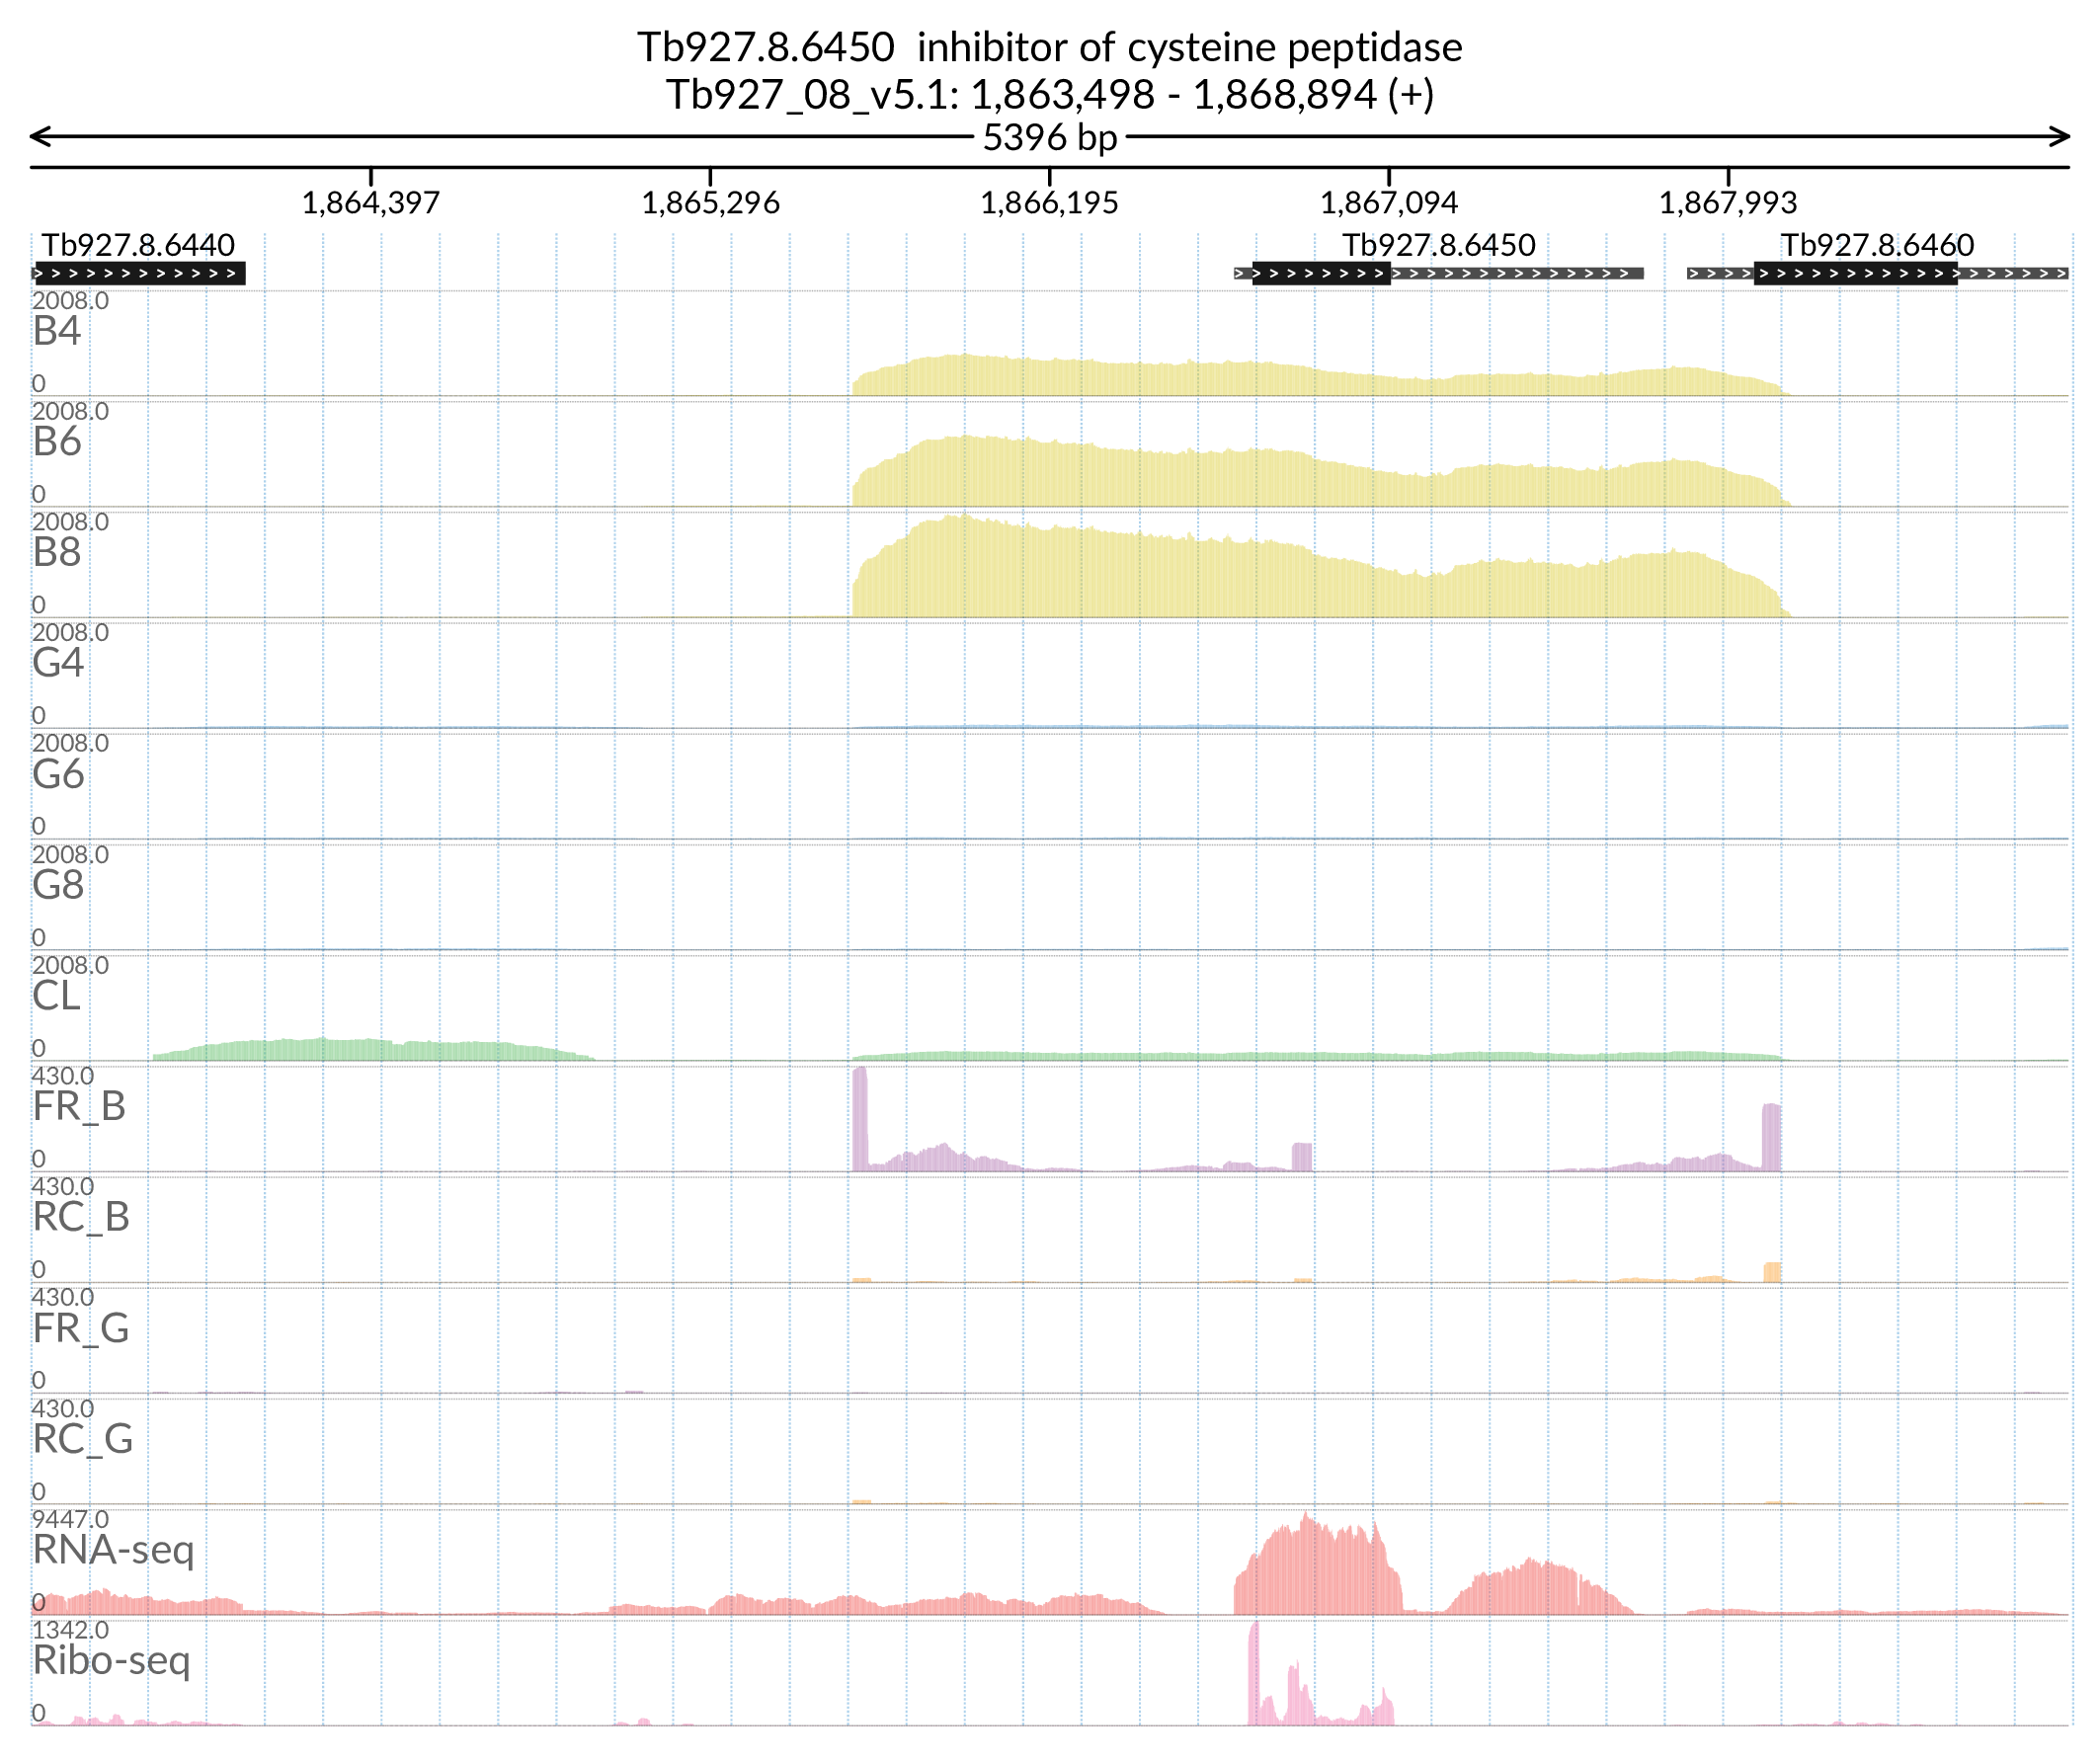 Tb927.8.6450  inhibitor of cysteine peptidase
Tb927_08_v5.1: 1,863,498 - 1,868,894 (+)
5396 bp
1,864,397 1,865,296 1,866,195 1,867,094 1,867,993
Tb927.8.6440 Tb927.8.6450 Tb927.8.6460
2008.0
B4
0
2008.0
B6
0
2008.0
B8
0
2008.0
G4
0
2008.0
G6
0
2008.0
G8
0
2008.0
CL
0
430.0
FR_B
0
430.0
RC_B
0
430.0
FR_G
0
430.0
RC_G
0
9447.0
RNA-seq
0
1342.0
Ribo-seq
0